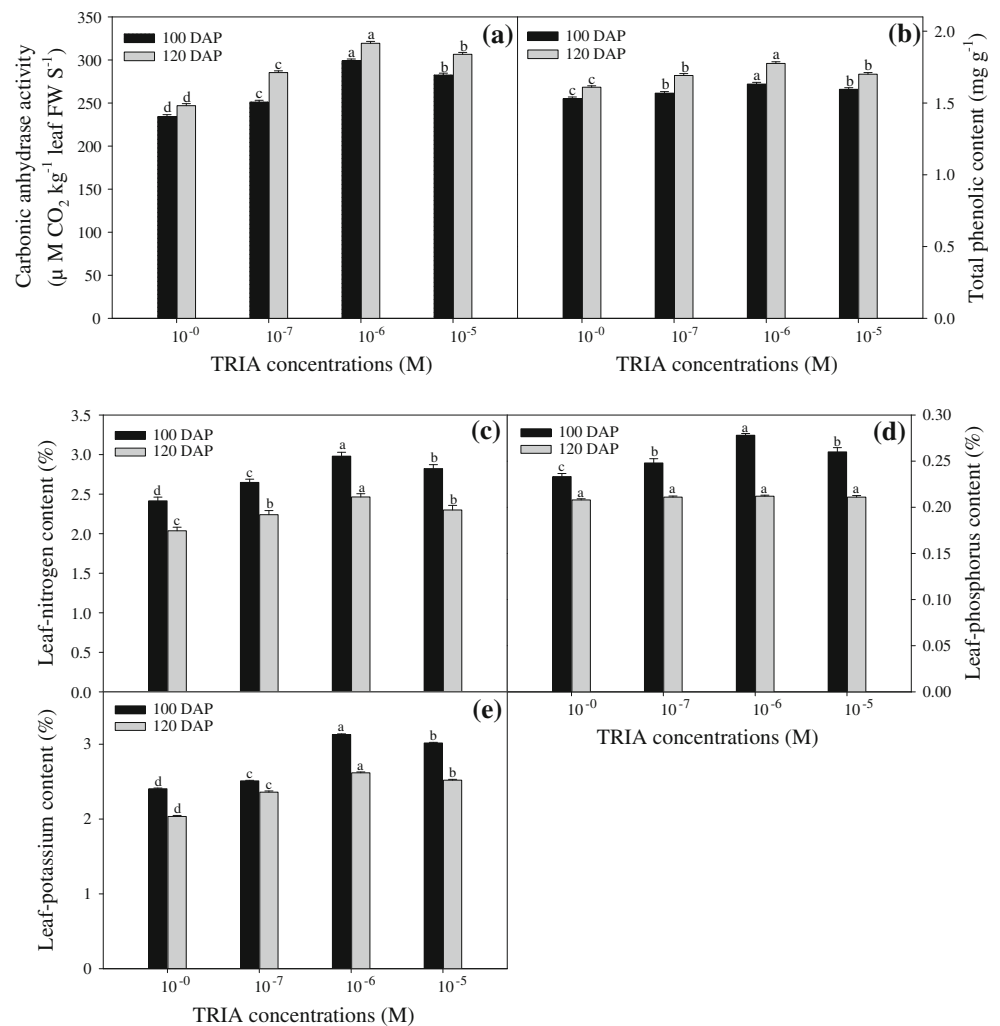 (a)
100 DAP
120 DAP
Carbonic anhydrase activity
(µ M CO₂ kg⁻¹ leaf FW S⁻¹)
350
300
250
200
150
100
50
0
d d c c a a b b
10⁻⁰ 10⁻⁷ 10⁻⁶ 10⁻⁵
TRIA concentrations (M)
(b)
100 DAP
120 DAP
Total phenolic content (mg g⁻¹)
2.0
1.5
1.0
0.5
0.0
c c b b a a b b
10⁻⁰ 10⁻⁷ 10⁻⁶ 10⁻⁵
TRIA concentrations (M)
(c)
100 DAP
120 DAP
Leaf-nitrogen content (%)
3.5
3.0
2.5
2.0
1.5
1.0
0.5
0.0
d c c b a a b b
(d)
100 DAP
120 DAP
Leaf-phosphorus content (%)
0.30
0.25
0.20
0.15
0.10
0.05
0.00
c a b a a a b a
10⁻⁰ 10⁻⁷ 10⁻⁶ 10⁻⁵
TRIA concentrations (M)
(e)
100 DAP
120 DAP
Leaf-potassium content (%)
3
2
1
0
d d c c a a b b
10⁻⁰ 10⁻⁷ 10⁻⁶ 10⁻⁵
TRIA concentrations (M)